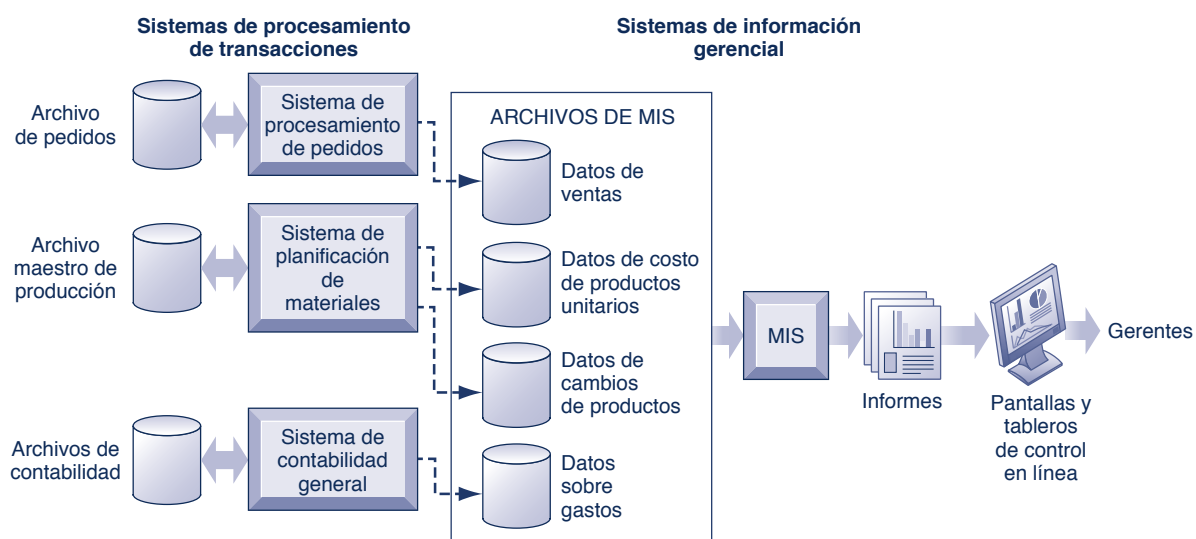 Sistemas de procesamiento
de transacciones
Sistemas de información
gerencial
Archivo
de pedidos
Sistema de
procesamiento
de pedidos
ARCHIVOS DE MIS
Datos de
ventas
Archivo
maestro de
producción
Sistema de
planificación
de
materiales
Datos de costo
de productos
unitarios
Datos de
cambios
de productos
MIS
Informes
Pantallas y
tableros
de control
en línea
Gerentes
Archivos de
contabilidad
Sistema de
contabilidad
general
Datos
sobre
gastos